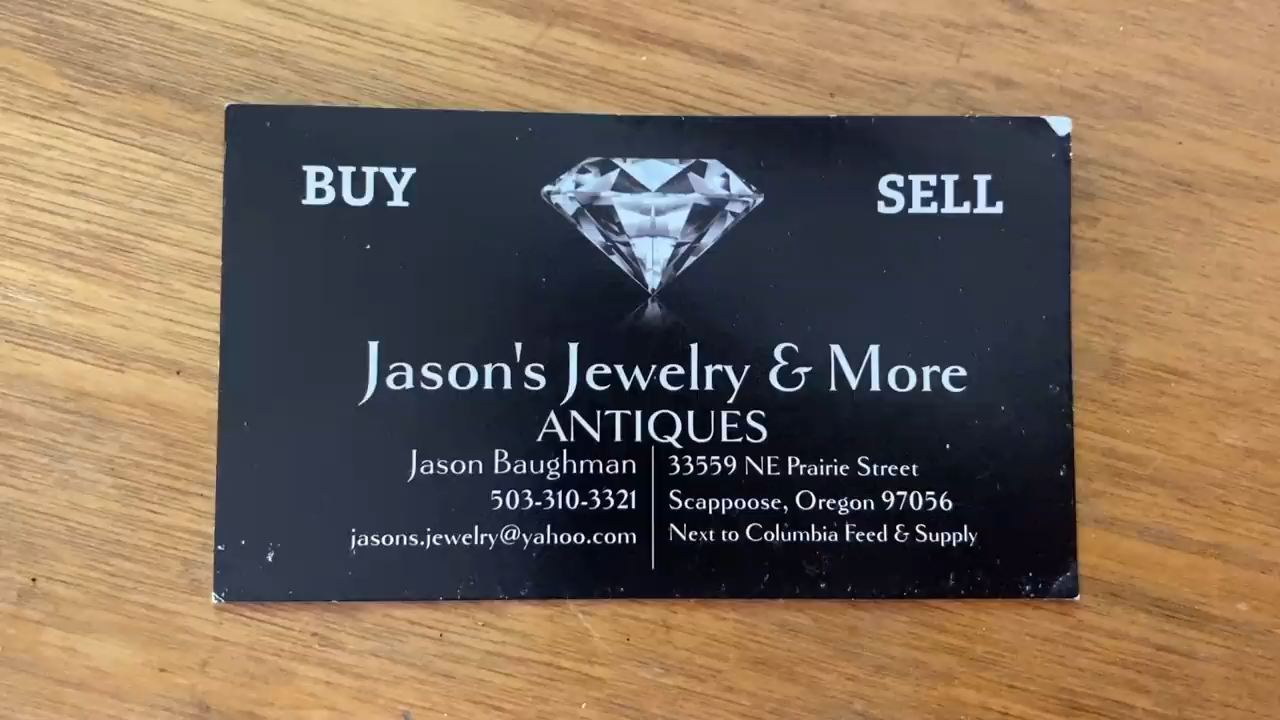 BUY
SELL
Jason's Jewelry & More
ANTIQUES
Jason Baughman
503-310-3321
jasons.jewelry@yahoo.com
33559 NE Prairie Street
Scappoose, Oregon 97056
Next to Columbia Feed & Supply